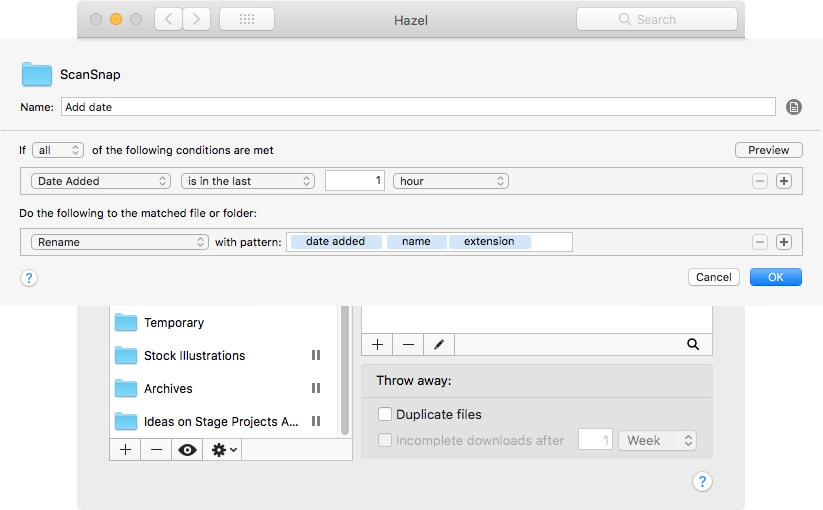 Hazel
Search
ScanSnap
Name: Add date
If all of the following conditions are met Preview
Date Added is in the last 1 hour
Do the following to the matched file or folder:
Rename with pattern: date added name extension
? Cancel OK
Temporary
Stock Illustrations
Archives
Ideas on Stage Projects A...
Throw away:
Duplicate files
Incomplete downloads after 1 Week
?